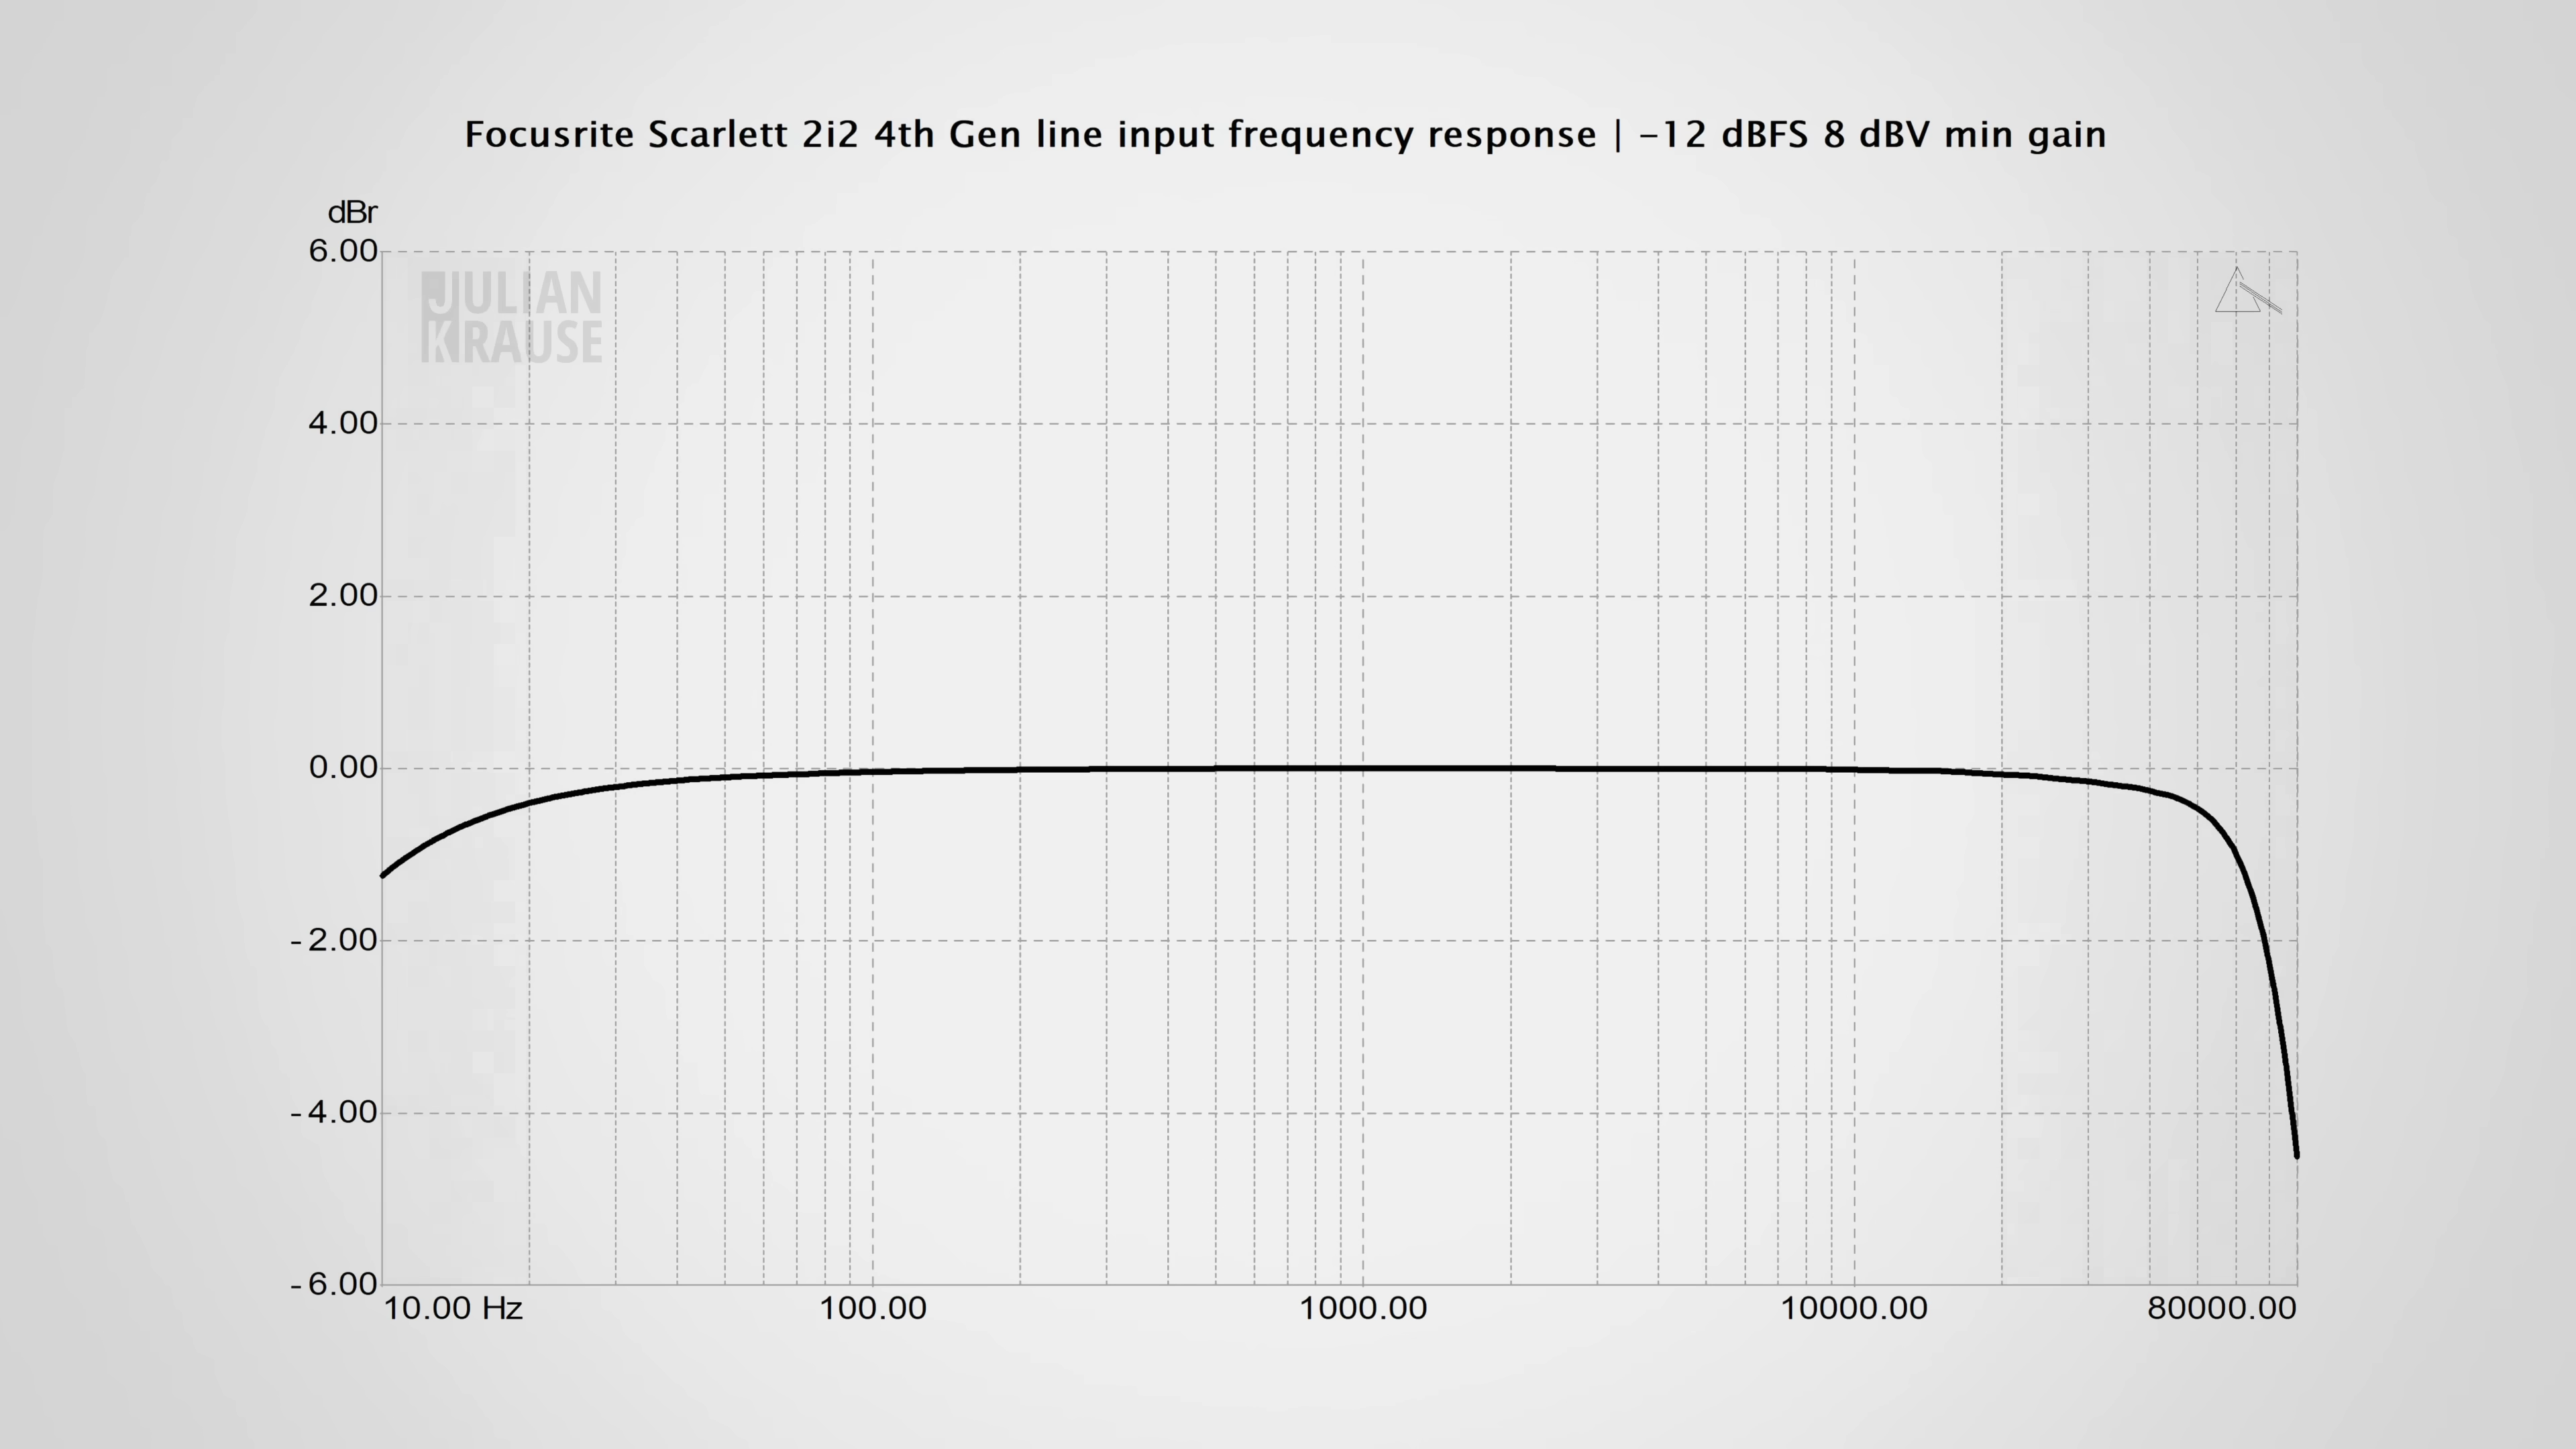 Focusrite Scarlett 2i2 4th Gen line input frequency response | -12 dBFS 8 dBV min gain
dBr
6.00
JULIAN
KRAUSE
4.00
2.00
0.00
-2.00
-4.00
-6.00
10.00 Hz 100.00 1000.00 10000.00 80000.00